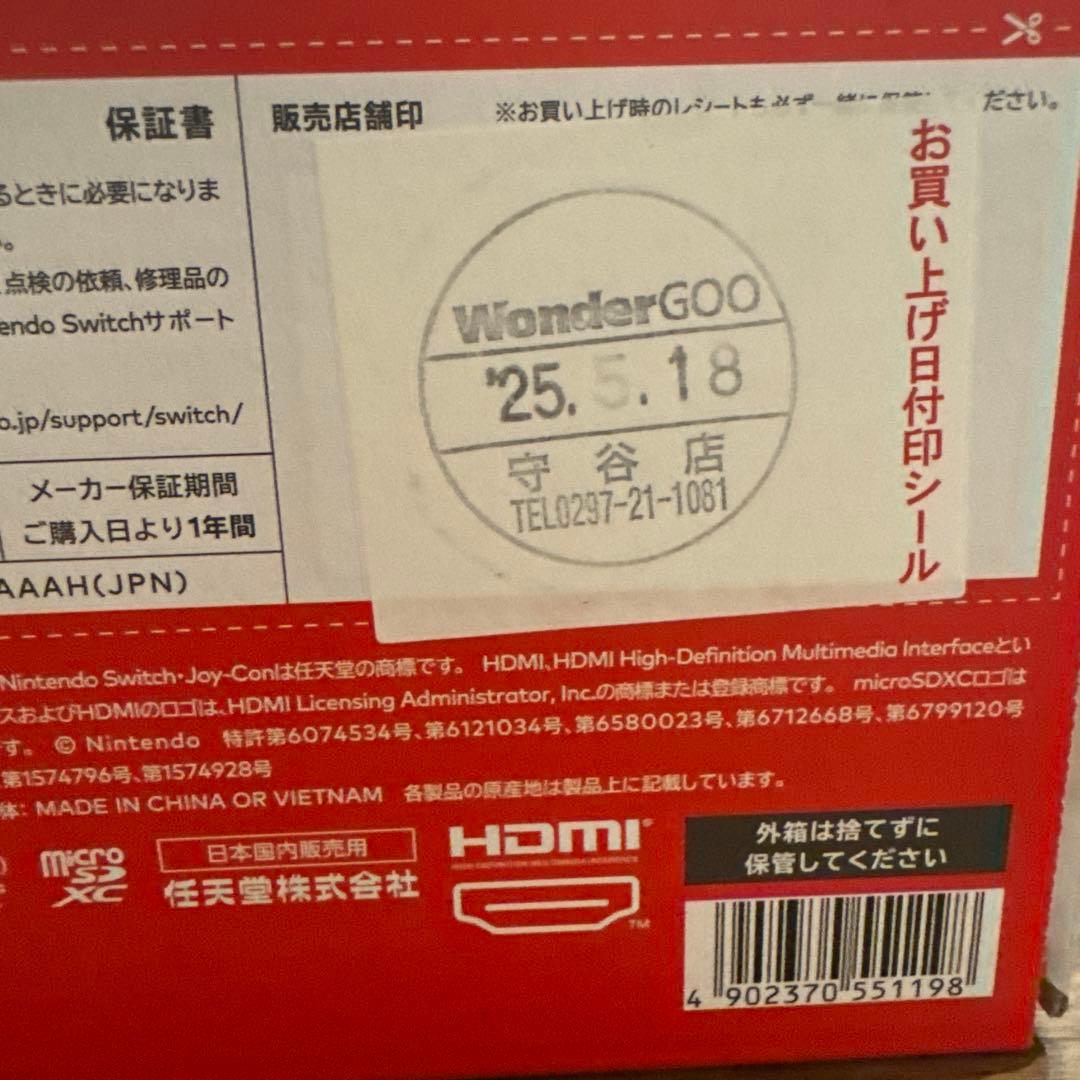 保証書
販売店舗印
※お買い上げ時のレシートも必ず
ださい。
るときに必要になりま
。
点検の依頼、修理品の
endo Switchサポート
o.jp/support/switch/
メーカー保証期間
ご購入日より1年間
AAAH(JPN)
WonderGOO
'25.5.18
守谷店
TEL0297-21-1081
お買い上げ日付印シール
Nintendo Switch・Joy-Conは任天堂の商標です。 HDMI、HDMI High-Definition Multimedia Interfaceとい
スおよびHDMIのロゴは、HDMI Licensing Administrator, Inc.の商標または登録商標です。 microSDXCロゴは
す。 © Nintendo 特許第6074534号、第6121034号、第6580023号、第6712668号、第6799120号
第1574796号、第1574928号
体: MADE IN CHINA OR VIETNAM 各製品の原産地は製品上に記載しています。
micro
SD
XC
日本国内販売用
任天堂株式会社
HDMI®
HIGH-DEFINITION MULTIMEDIA INTERFACE
TM
外箱は捨てずに
保管してください
4 902370 551198